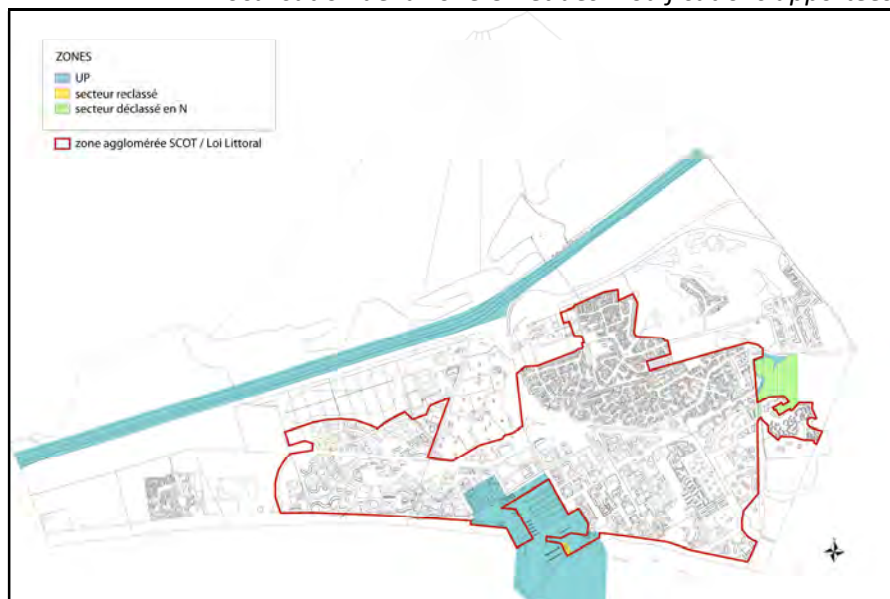 ZONES
UP
secteur reclassé
secteur déclassé en N
zone agglomérée SCOT / Loi Littoral